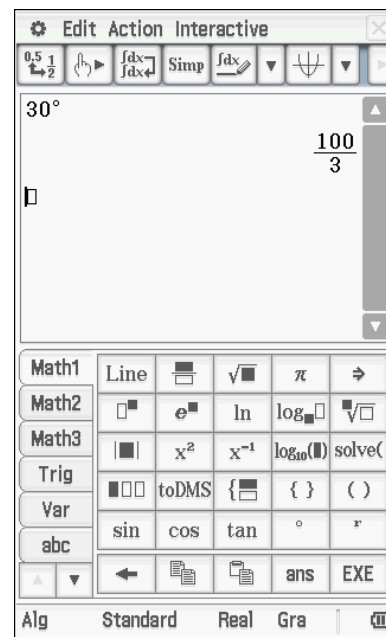 Edit Action Interactive
0.5 1/2 ∫dx ∫dx Simp ∫dx
30°
100/3
Math1 Line √■ π ⇒
Math2 □■ e■ ln log■□ ■√□
Math3 |■| x² x⁻¹ log₁₀(■) solve(
Trig ■□□ toDMS { { } ( )
Var
abc sin cos tan ° r
ans EXE
Alg Standard Real Gra